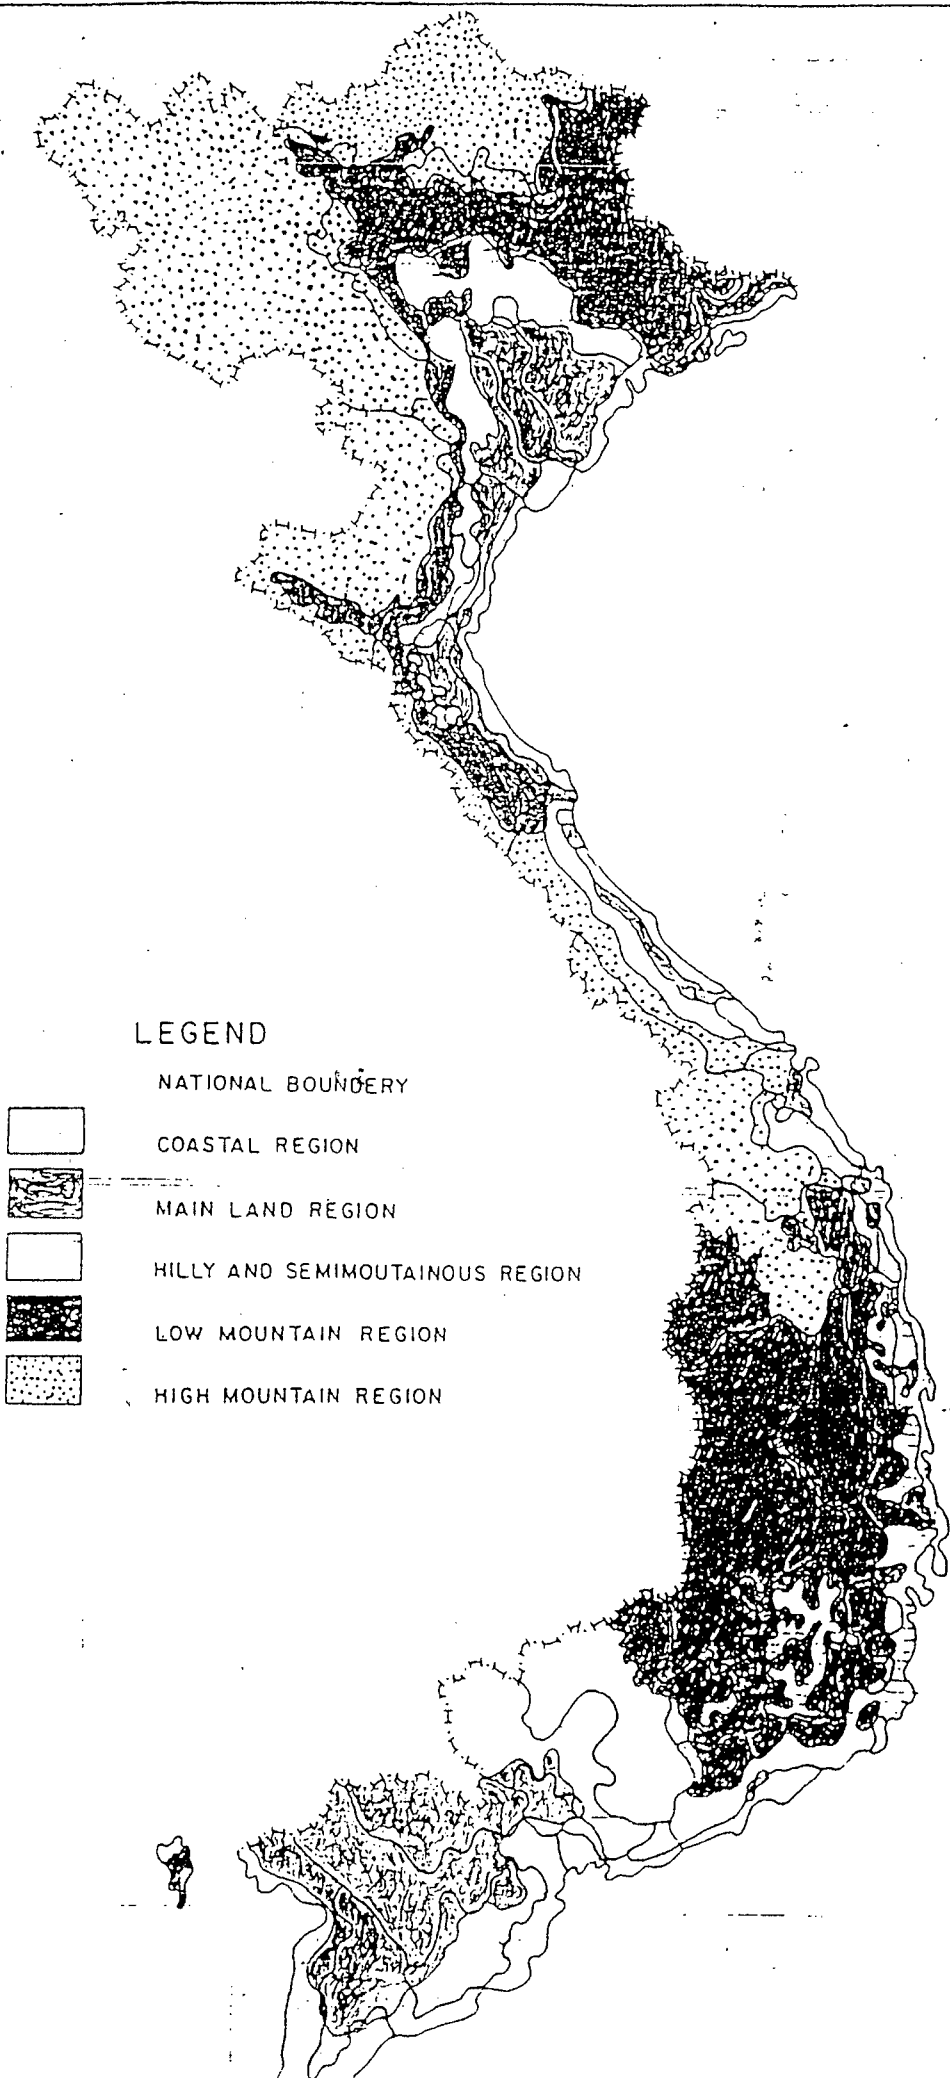 LEGEND
NATIONAL BOUNDERY
COASTAL REGION
MAIN LAND REGION
HILLY AND SEMIMOUTAINOUS REGION
LOW MOUNTAIN REGION
HIGH MOUNTAIN REGION